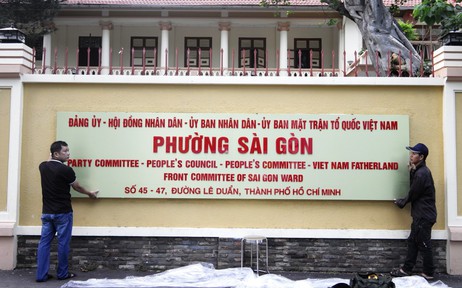 ĐẢNG ỦY - HỘI ĐỒNG NHÂN DÂN - ỦY BAN NHÂN DÂN - ỦY BAN MẶT TRẬN TỔ QUỐC VIỆT NAM
PHƯỜNG SÀI GÒN
PARTY COMMITTEE - PEOPLE'S COUNCIL - PEOPLE'S COMMITTEE - VIET NAM FATHERLAND
FRONT COMMITTEE OF SAI GON WARD
SỐ 45 - 47, ĐƯỜNG LÊ DUẨN, THÀNH PHỐ HỒ CHÍ MINH